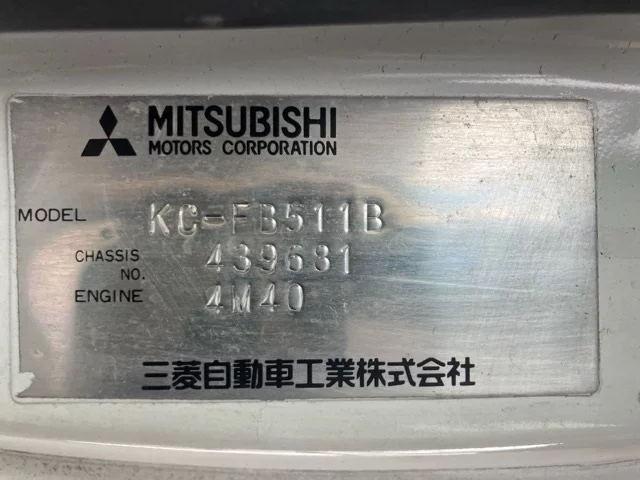 MITSUBISHI
MOTORS CORPORATION
MODEL KC-FB511B
CHASSIS NO. 439681
ENGINE 4M40
三菱自動車工業株式会社